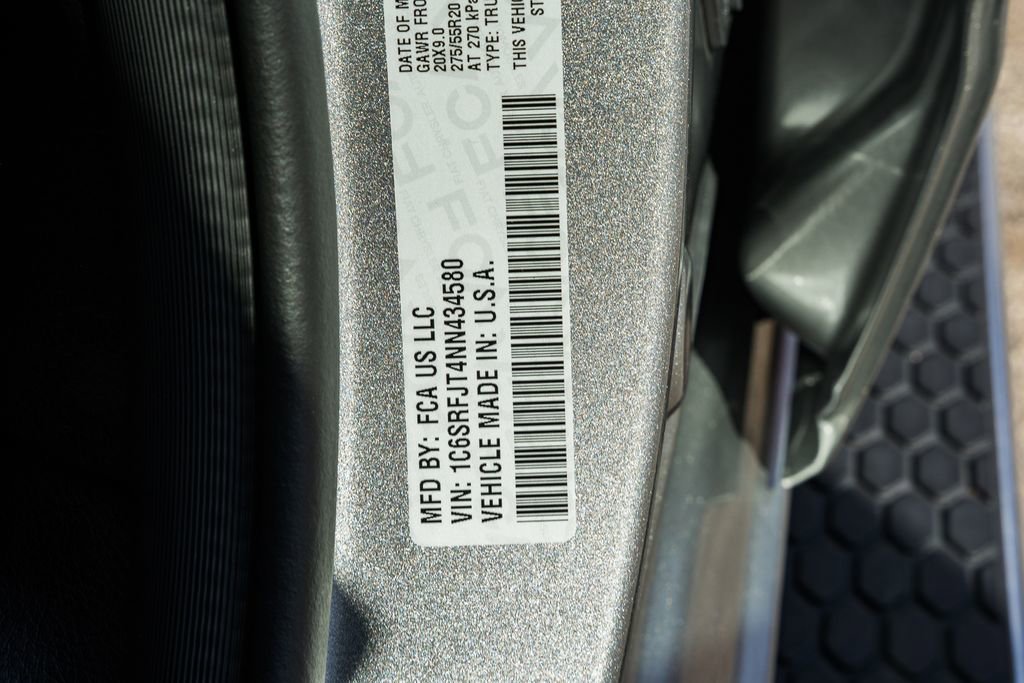 MFD BY: FCA US LLC
VIN: 1C6SRFJT4NN434580
VEHICLE MADE IN: U.S.A.
DATE OF M
GAWR FRO
20X9.0
275/55R20
AT 270 kPa
TYPE: TRU
THIS VEHIC
ST